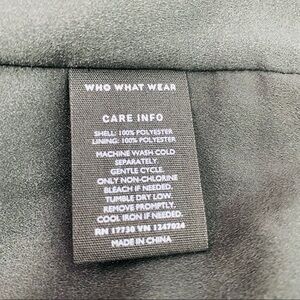 WHO WHAT WEAR
CARE INFO
SHELL: 100% POLYESTER
LINING: 100% POLYESTER
MACHINE WASH COLD
SEPARATELY.
GENTLE CYCLE.
ONLY NON-CHLORINE
BLEACH IF NEEDED.
TUMBLE DRY LOW.
REMOVE PROMPTLY.
COOL IRON IF NEEDED.
RN 17730 VN 1247024
MADE IN CHINA